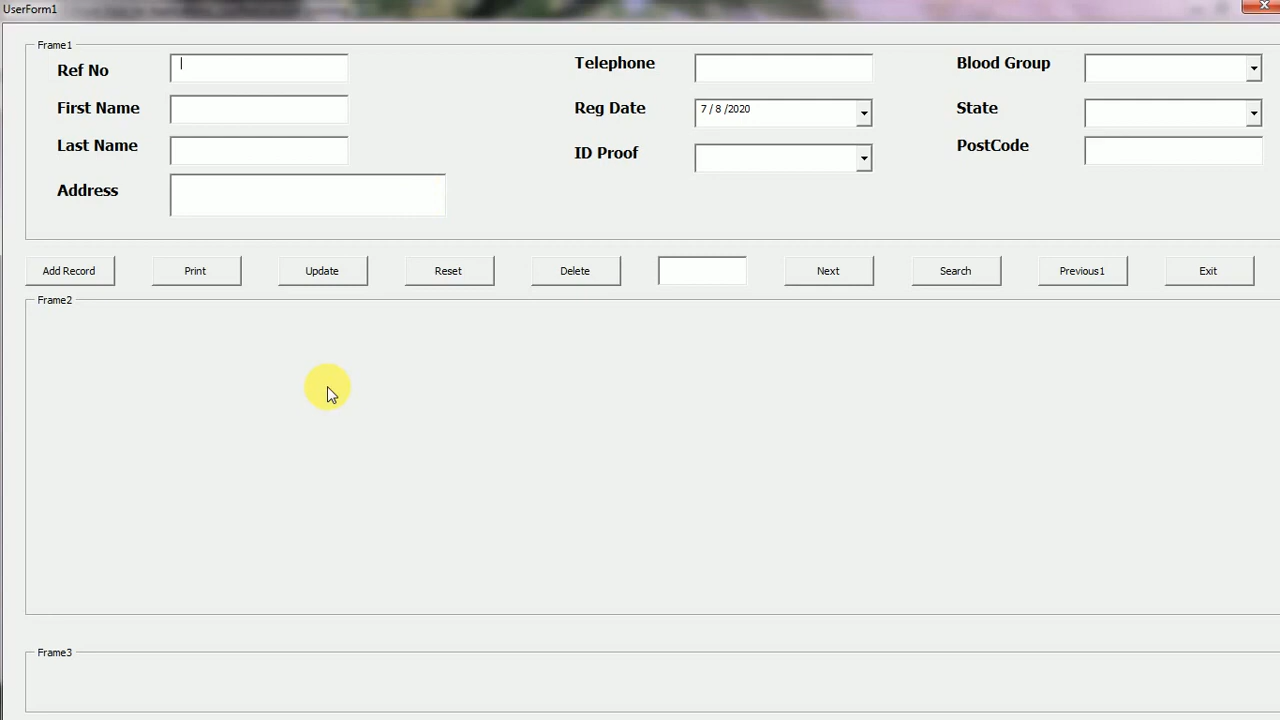 UserForm1
Frame1
Ref No
Telephone
Blood Group
First Name
Reg Date
7 / 8 /2020
State
Last Name
ID Proof
PostCode
Address
Add Record
Print
Update
Reset
Delete
Next
Search
Previous1
Exit
Frame2
Frame3